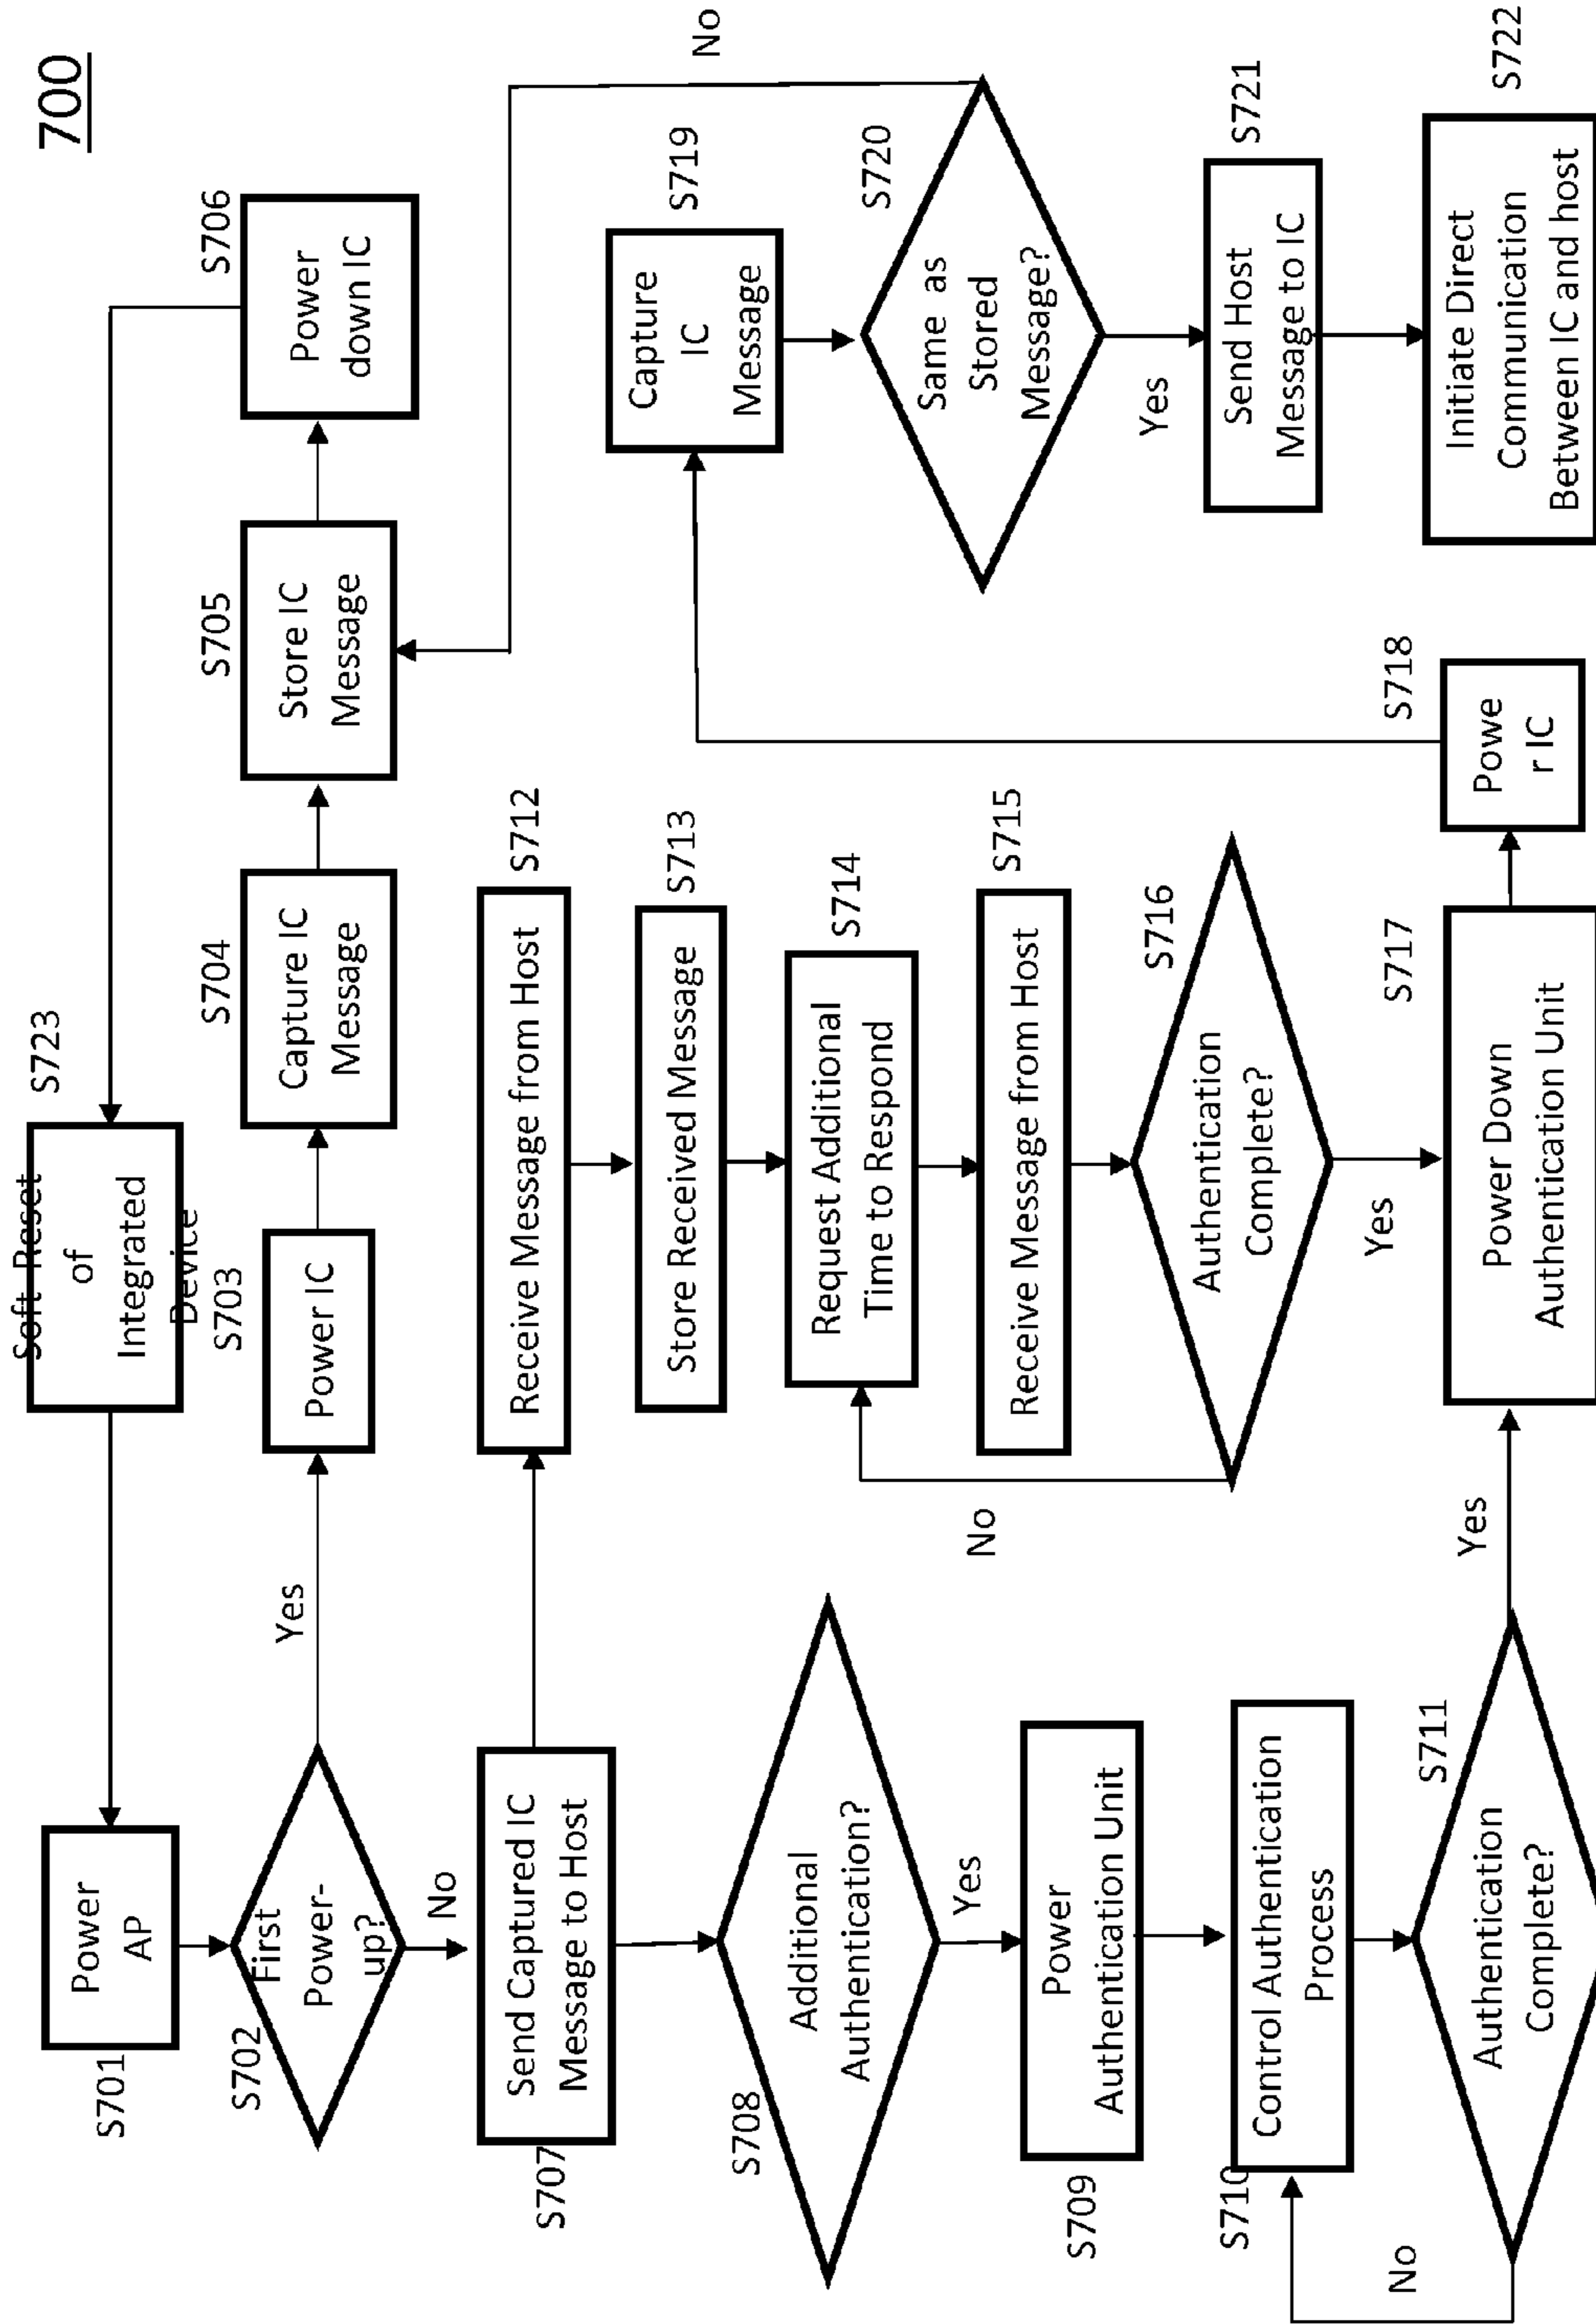 700
S723
Soft Reset
of
Integrated
Device
S701
Power
AP
S702
First
Power-
up?
Yes
No
S703
Power IC
S704
Capture IC
Message
S705
Store IC
Message
S706
Power
down IC
S707
Send Captured IC
Message to Host
S708
Additional
Authentication?
Yes
S709
Power
Authentication Unit
S710
Control Authentication
Process
S711
Authentication
Complete?
No
Yes
S712
Receive Message from Host
S713
Store Received Message
S714
Request Additional
Time to Respond
S715
Receive Message from Host
S716
Authentication
Complete?
No
Yes
S717
Power Down
Authentication Unit
S718
Powe
r IC
S719
Capture
IC
Message
S720
Same as
Stored
Message?
No
Yes
S721
Send Host
Message to IC
S722
Initiate Direct
Communication
Between IC and host